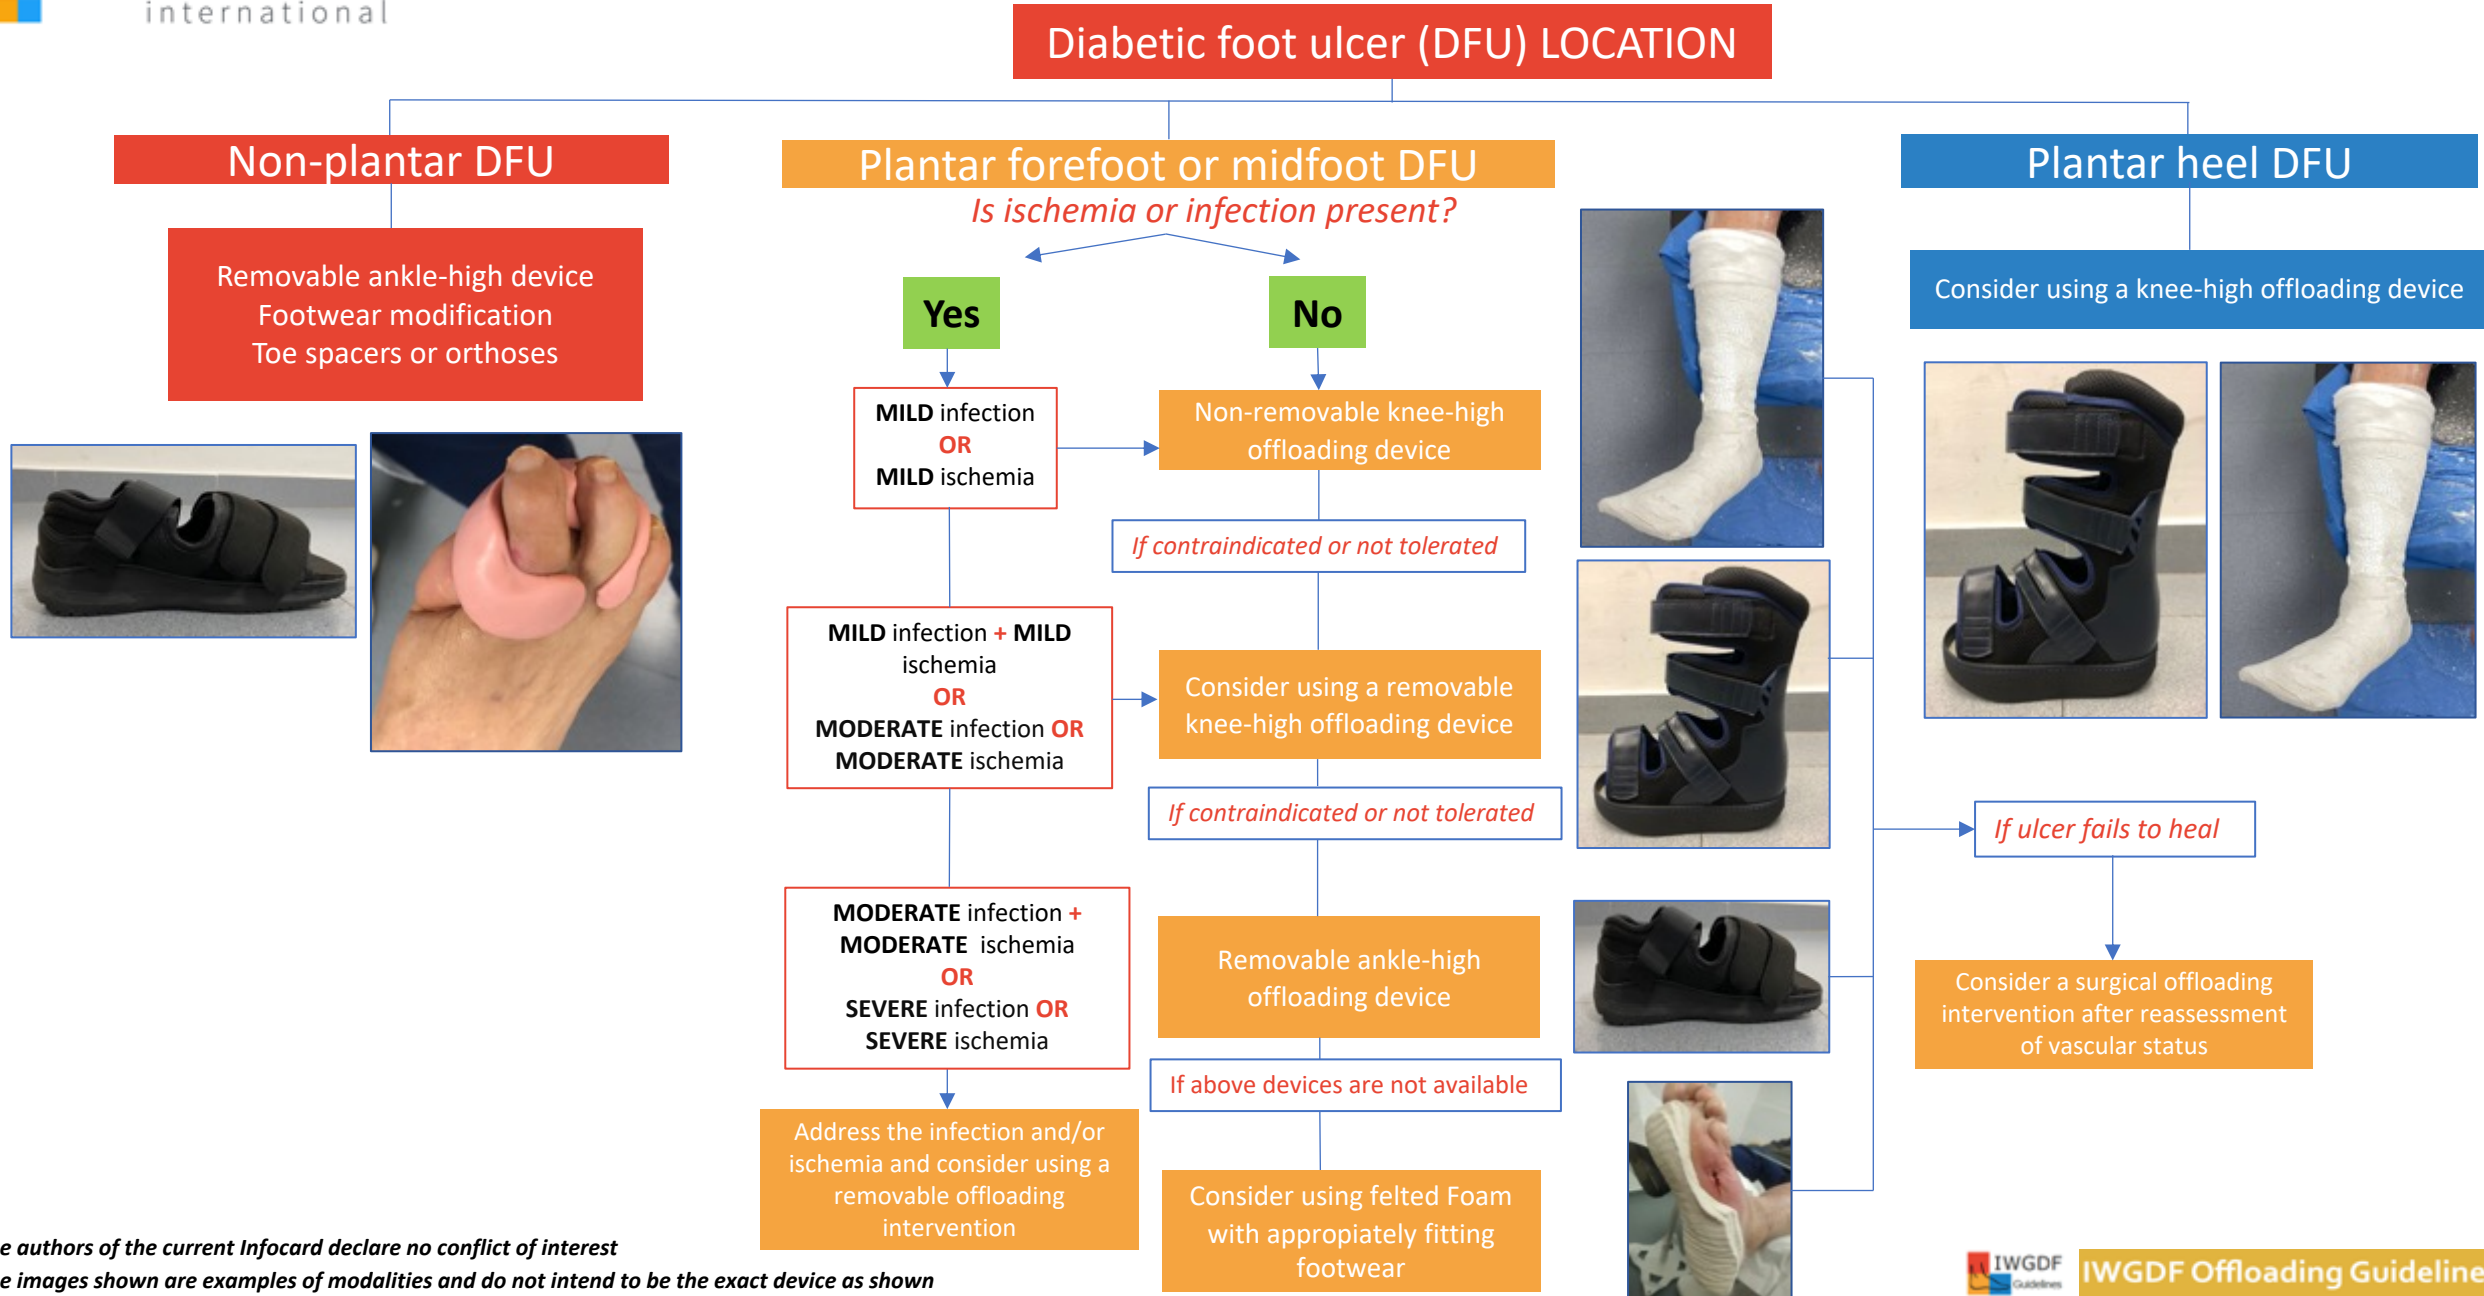 international
Diabetic foot ulcer (DFU) LOCATION
Non-plantar DFU
Removable ankle-high device
Footwear modification
Toe spacers or orthoses
Plantar forefoot or midfoot DFU
Is ischemia or infection present?
Yes
No
MILD infection
OR
MILD ischemia
Non-removable knee-high
offloading device
If contraindicated or not tolerated
MILD infection + MILD
ischemia
OR
MODERATE infection OR
MODERATE ischemia
Consider using a removable
knee-high offloading device
If contraindicated or not tolerated
MODERATE infection +
MODERATE ischemia
OR
SEVERE infection OR
SEVERE ischemia
Removable ankle-high
offloading device
If above devices are not available
Address the infection and/or
ischemia and consider using a
removable offloading
intervention
Consider using felted Foam
with appropiately fitting
footwear
Plantar heel DFU
Consider using a knee-high offloading device
If ulcer fails to heal
Consider a surgical offloading
intervention after reassessment
of vascular status
e authors of the current Infocard declare no conflict of interest
e images shown are examples of modalities and do not intend to be the exact device as shown
IWGDF
Guidelines
IWGDF Offloading Guideline